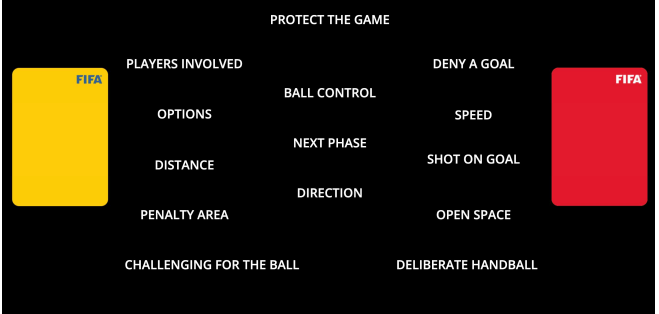 PROTECT THE GAME
PLAYERS INVOLVED
DENY A GOAL
FIFA
FIFA
BALL CONTROL
OPTIONS
SPEED
NEXT PHASE
DISTANCE
SHOT ON GOAL
DIRECTION
PENALTY AREA
OPEN SPACE
CHALLENGING FOR THE BALL
DELIBERATE HANDBALL